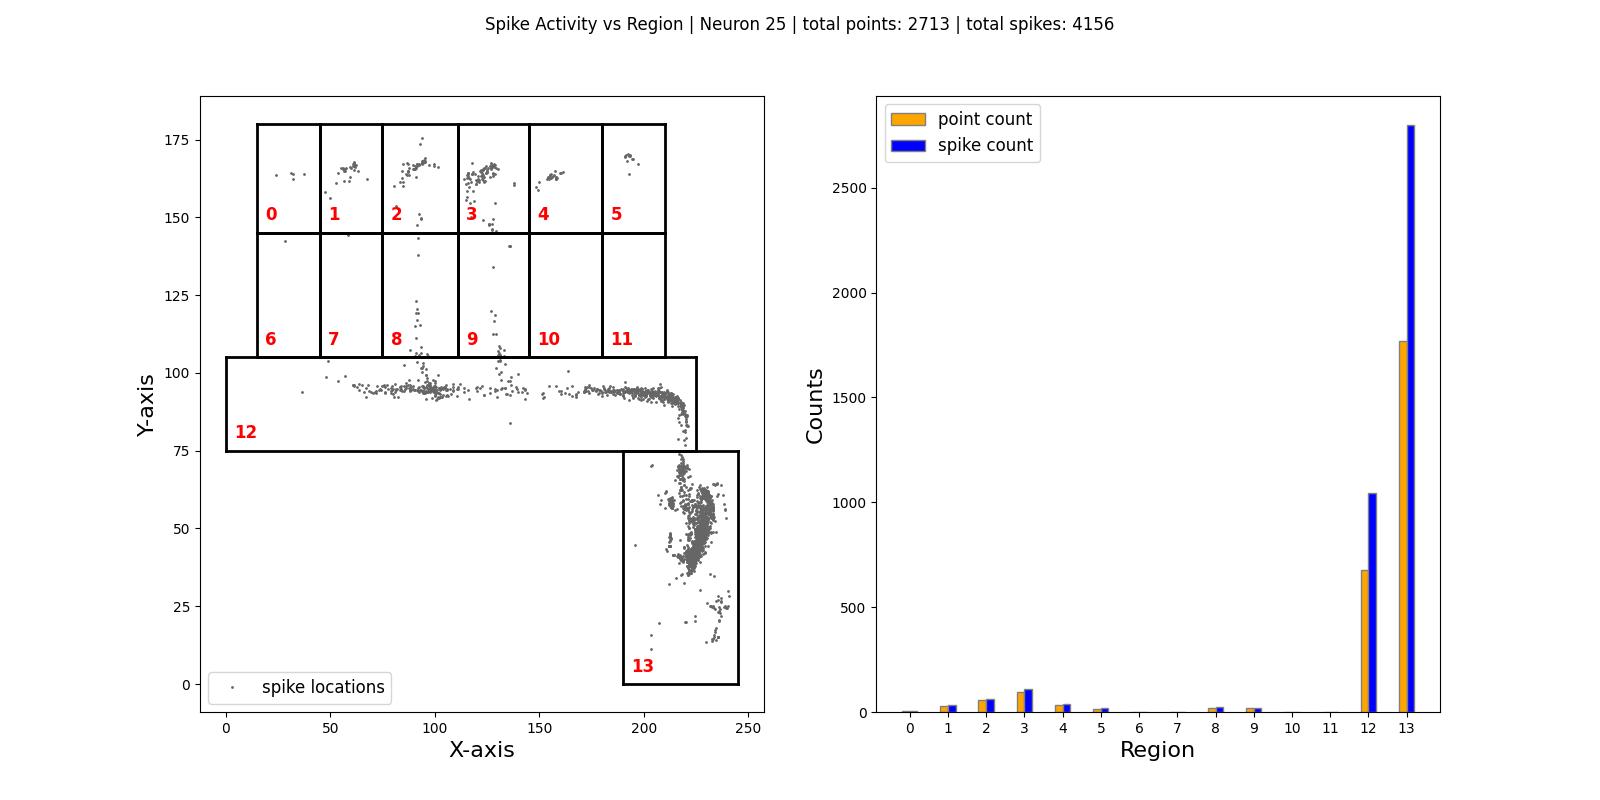 Spike Activity vs Region | Neuron 25 | total points: 2713 | total spikes: 4156
Y-axis
175
150
125
100
75
50
25
0
0
1
2
3
4
5
6
7
8
9
10
11
12
13
spike locations
0 50 100 150 200 250
X-axis
Counts
2500
2000
1500
1000
500
0
point count
spike count
0 1 2 3 4 5 6 7 8 9 10 11 12 13
Region